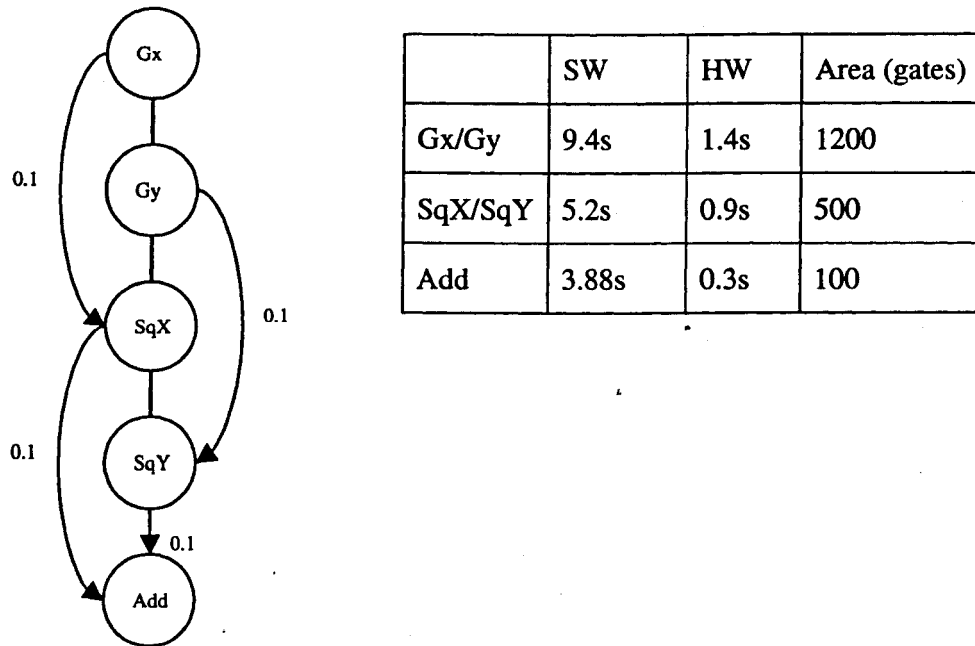 Gx
Gy
SqX
SqY
Add
0.1
0.1
0.1
0.1
SW HW Area (gates)
Gx/Gy 9.4s 1.4s 1200
SqX/SqY 5.2s 0.9s 500
Add 3.88s 0.3s 100